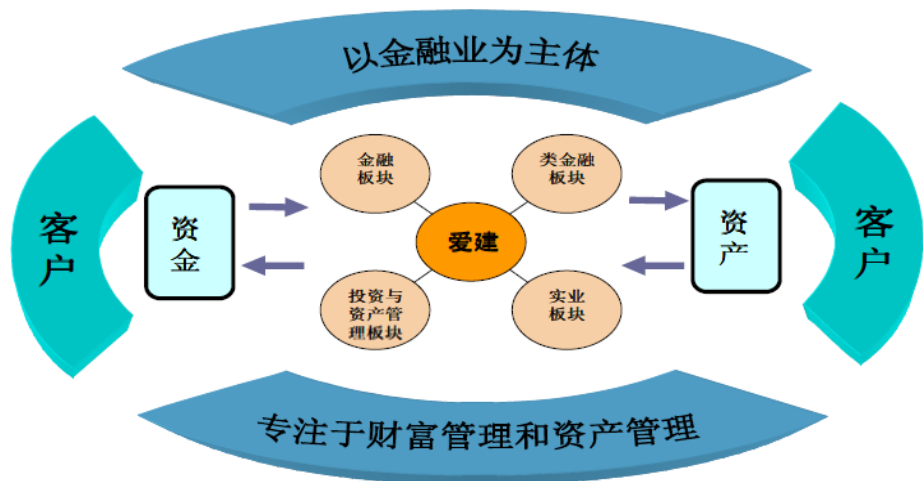 以金融业为主体
客户
资金
金融
板块
类金融
板块
爱建
投资与
资产管
理板块
实业
板块
资产
客户
专注于财富管理和资产管理